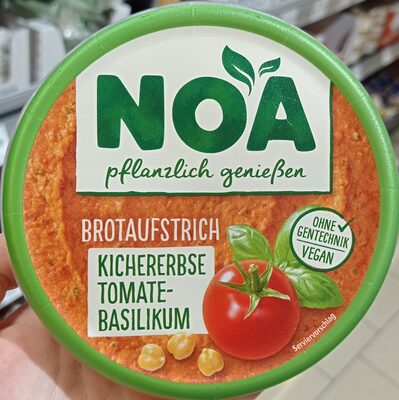 NOA
pflanzlich genießen
BROTAUFSTRICH
OHNE
GENTECHNIK
VEGAN
KICHERERBSE
TOMATE-
BASILIKUM
Serviervorschlag